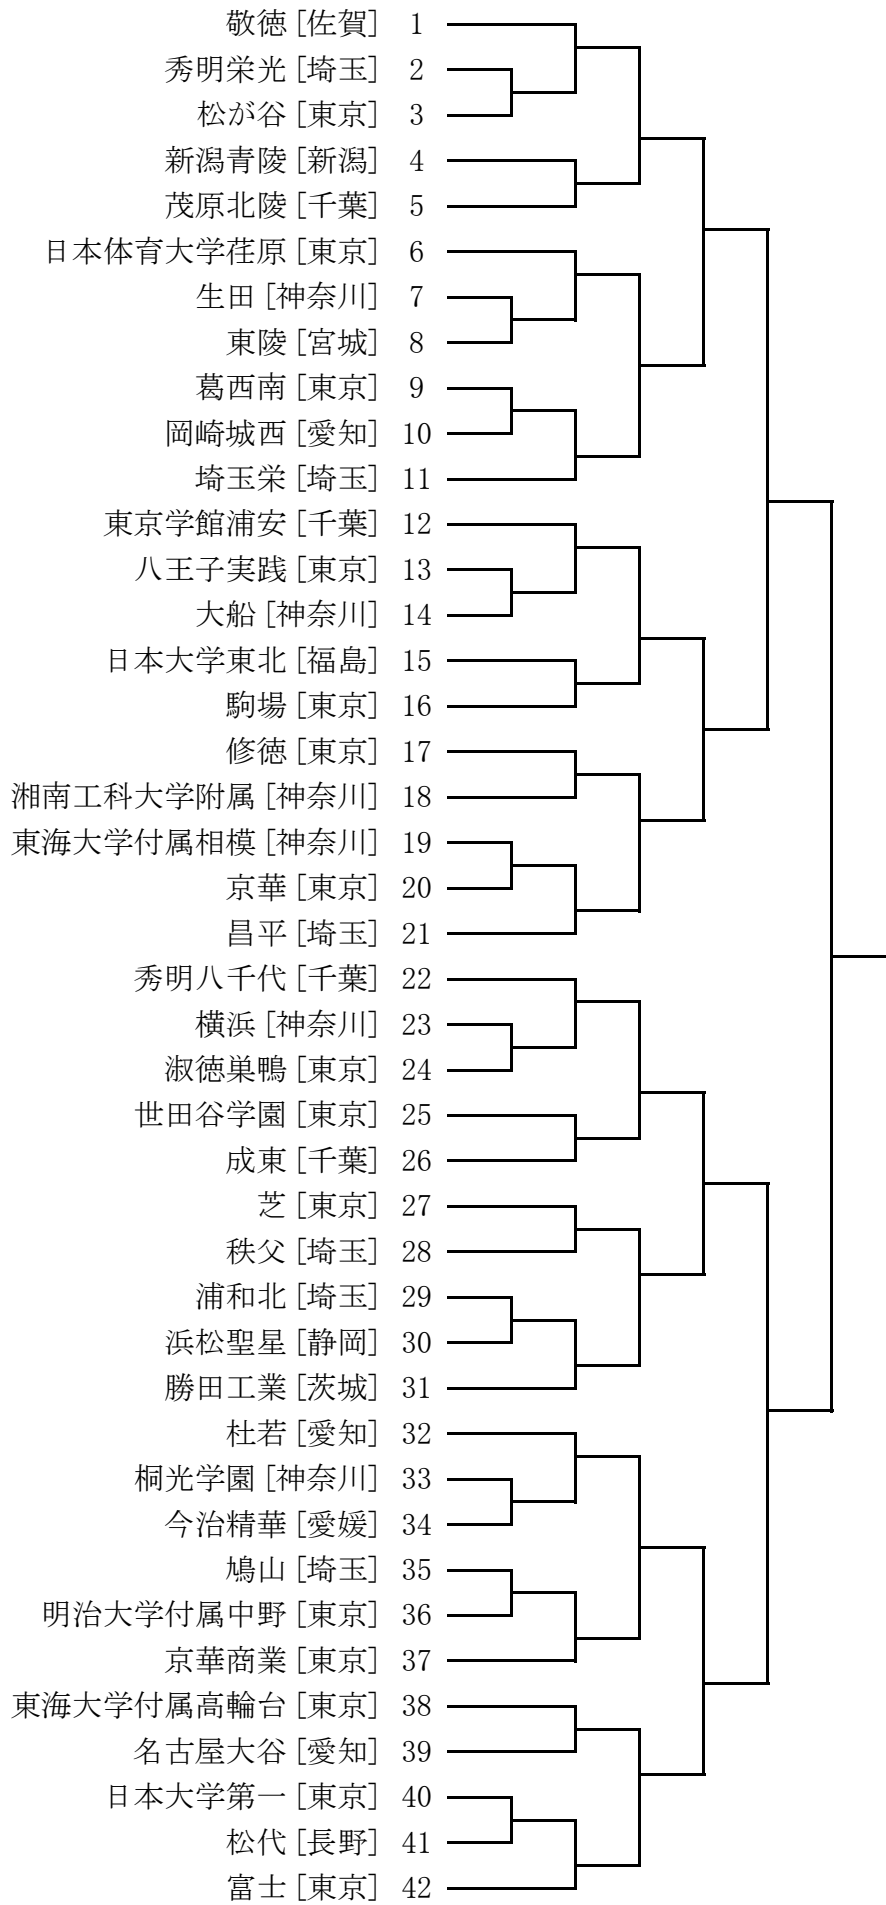 敬徳 [佐賀] 1
秀明栄光 [埼玉] 2
松が谷 [東京] 3
新潟青陵 [新潟] 4
茂原北陵 [千葉] 5
日本体育大学荏原 [東京] 6
生田 [神奈川] 7
東陵 [宮城] 8
葛西南 [東京] 9
岡崎城西 [愛知] 10
埼玉栄 [埼玉] 11
東京学館浦安 [千葉] 12
八王子実践 [東京] 13
大船 [神奈川] 14
日本大学東北 [福島] 15
駒場 [東京] 16
修徳 [東京] 17
湘南工科大学附属 [神奈川] 18
東海大学付属相模 [神奈川] 19
京華 [東京] 20
昌平 [埼玉] 21
秀明八千代 [千葉] 22
横浜 [神奈川] 23
淑徳巣鴨 [東京] 24
世田谷学園 [東京] 25
成東 [千葉] 26
芝 [東京] 27
秩父 [埼玉] 28
浦和北 [埼玉] 29
浜松聖星 [静岡] 30
勝田工業 [茨城] 31
杜若 [愛知] 32
桐光学園 [神奈川] 33
今治精華 [愛媛] 34
鳩山 [埼玉] 35
明治大学付属中野 [東京] 36
京華商業 [東京] 37
東海大学付属高輪台 [東京] 38
名古屋大谷 [愛知] 39
日本大学第一 [東京] 40
松代 [長野] 41
富士 [東京] 42